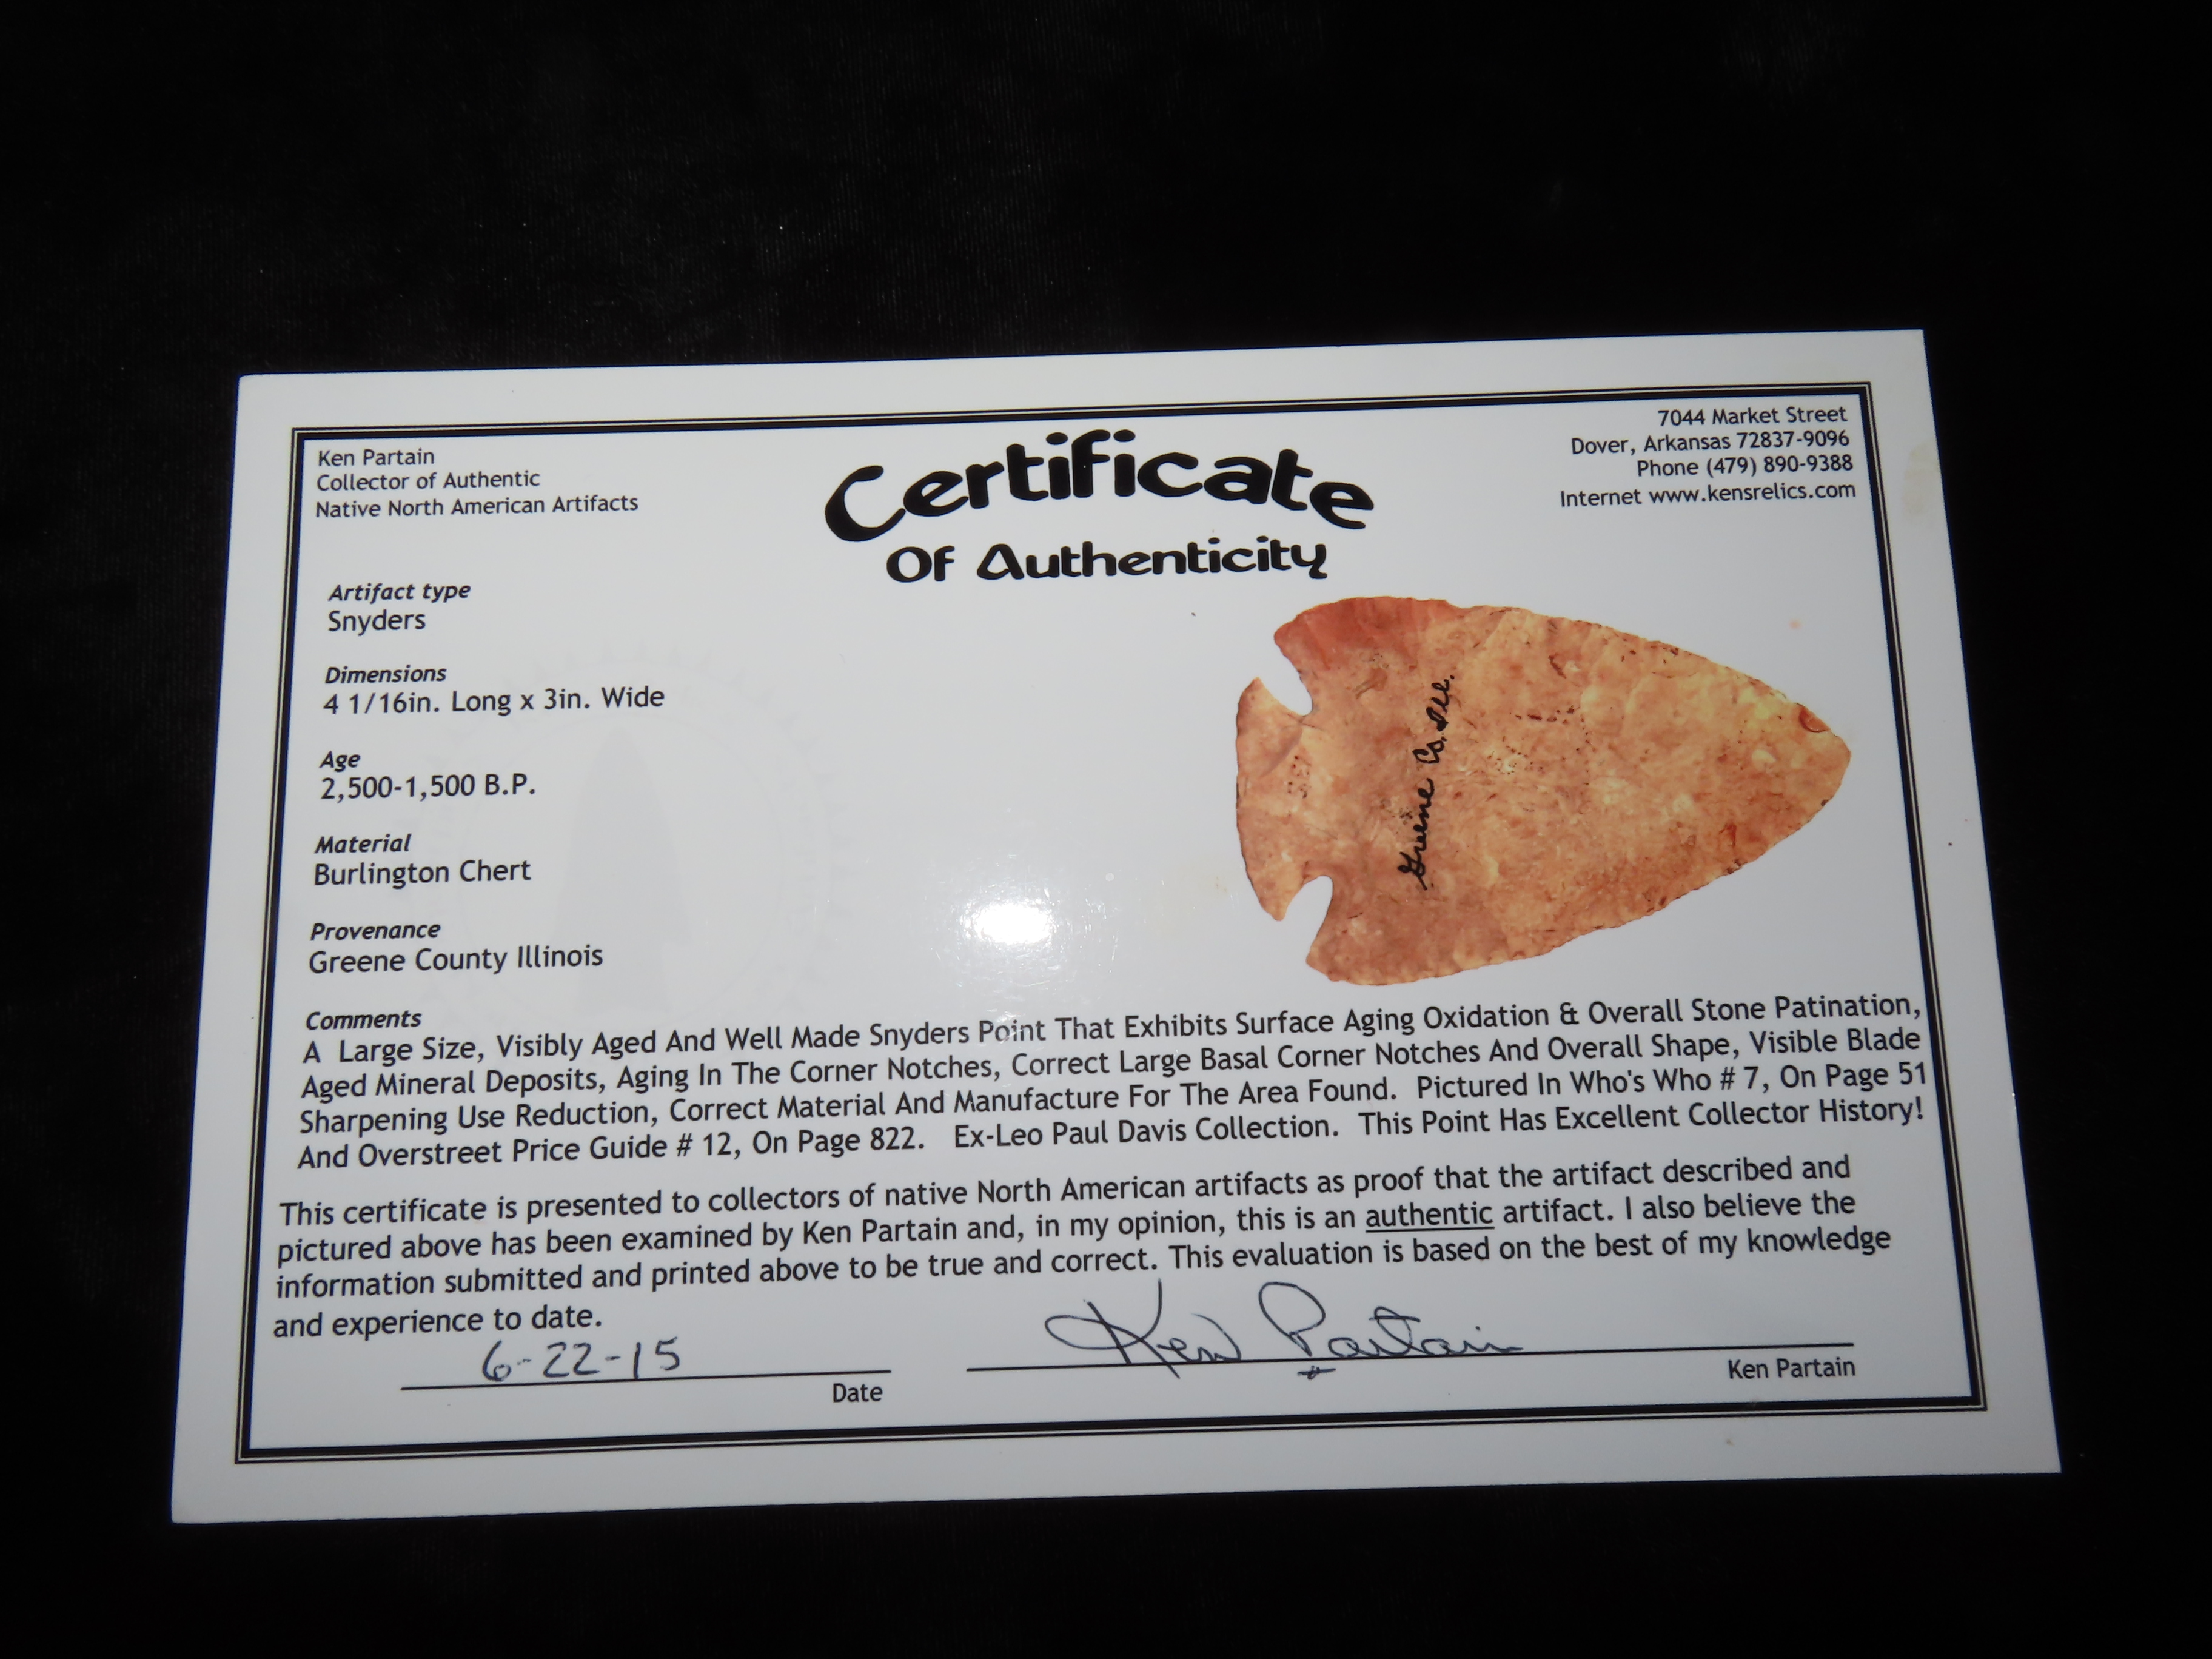 Ken Partain
Collector of Authentic
Native North American Artifacts
Certificate
Of Authenticity
7044 Market Street
Dover, Arkansas 72837-9096
Phone (479) 890-9388
Internet www.kensrelics.com
Artifact type
Snyders
Dimensions
4 1/16in. Long x 3in. Wide
Age
2,500-1,500 B.P.
Material
Burlington Chert
Provenance
Greene County Illinois
Greene Co. Ill.
Comments
A Large Size, Visibly Aged And Well Made Snyders Point That Exhibits Surface Aging Oxidation & Overall Stone Patination,
Aged Mineral Deposits, Aging In The Corner Notches, Correct Large Basal Corner Notches And Overall Shape, Visible Blade
Sharpening Use Reduction, Correct Material And Manufacture For The Area Found. Pictured In Who's Who # 7, On Page 51
And Overstreet Price Guide # 12, On Page 822. Ex-Leo Paul Davis Collection. This Point Has Excellent Collector History!
This certificate is presented to collectors of native North American artifacts as proof that the artifact described and
pictured above has been examined by Ken Partain and, in my opinion, this is an authentic artifact. I also believe the
information submitted and printed above to be true and correct. This evaluation is based on the best of my knowledge
and experience to date.
6-22-15
Date
Ken Partain
Ken Partain